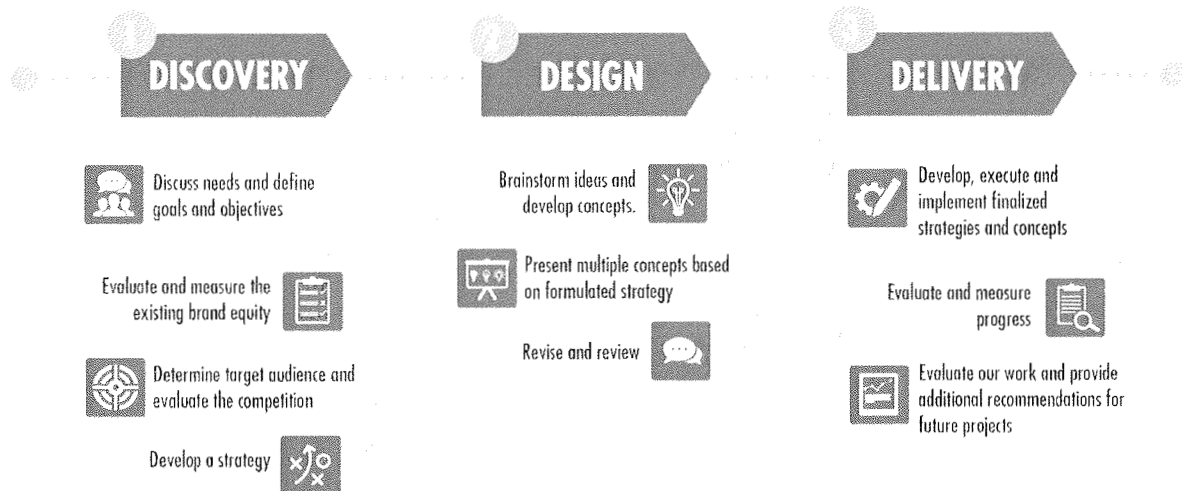 1
DISCOVERY
Discuss needs and define
goals and objectives
Evaluate and measure the
existing brand equity
Determine target audience and
evaluate the competition
Develop a strategy
2
DESIGN
Brainstorm ideas and
develop concepts.
Present multiple concepts based
on formulated strategy
Revise and review
3
DELIVERY
Develop, execute and
implement finalized
strategies and concepts
Evaluate and measure
progress
Evaluate our work and provide
additional recommendations for
future projects